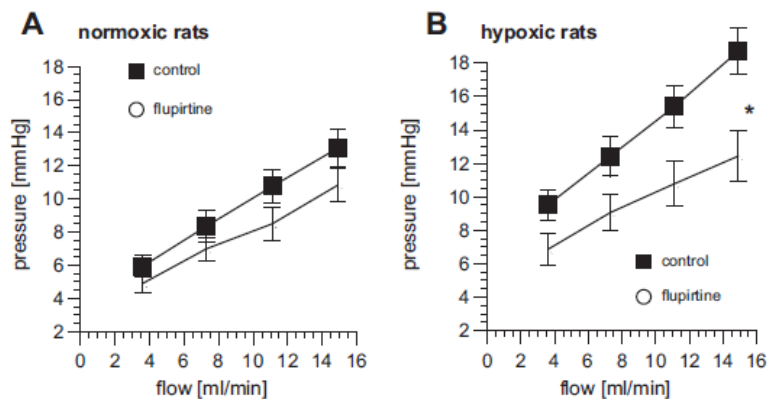 A normoxic rats
pressure [mmHg]
18
16
14
12
10
8
6
4
2
control
flupirtine
0 2 4 6 8 10 12 14 16
flow [ml/min]
B hypoxic rats
pressure [mmHg]
18
16
14
12
10
8
6
4
2
*
control
flupirtine
0 2 4 6 8 10 12 14 16
flow [ml/min]